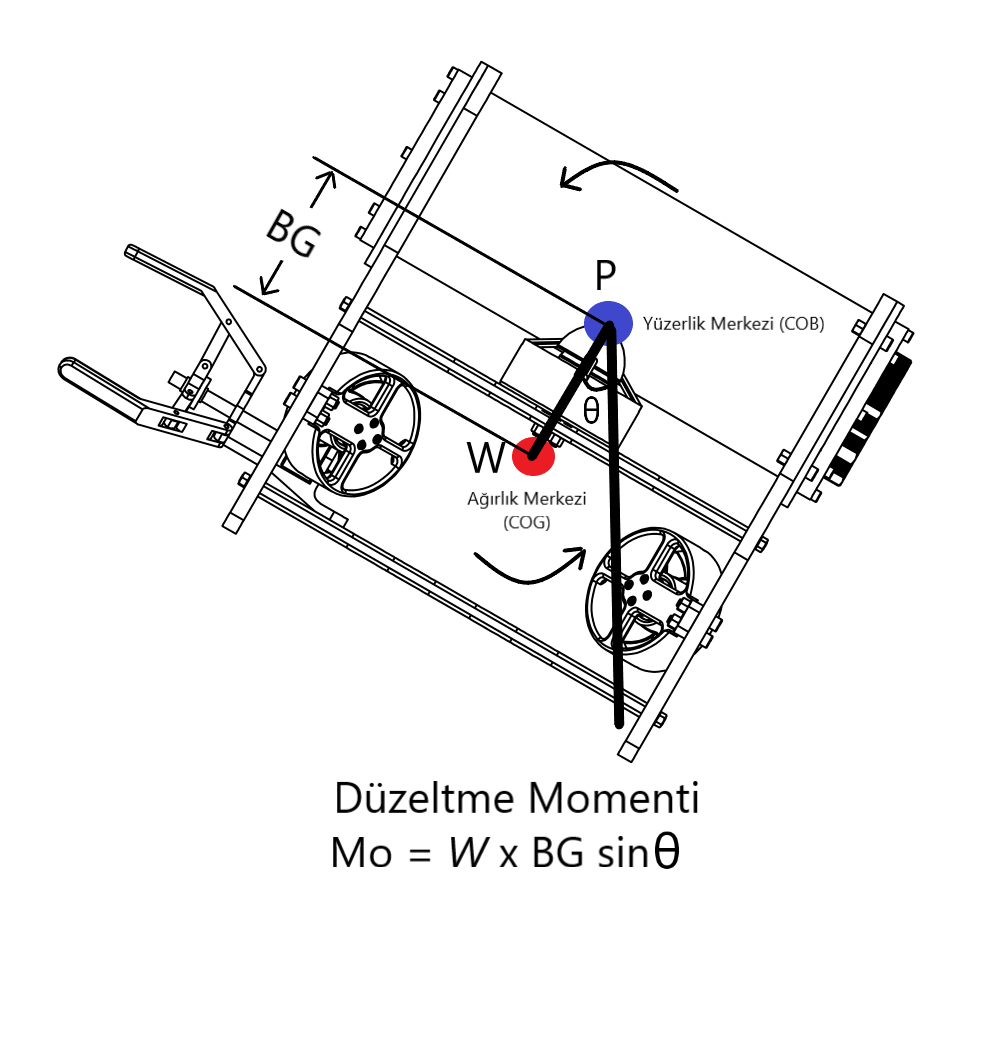 BG
P
Yüzerlik Merkezi (COB)
θ
W
Ağırlık Merkezi
(COG)
Düzeltme Momenti
Mo = W x BG sinθ